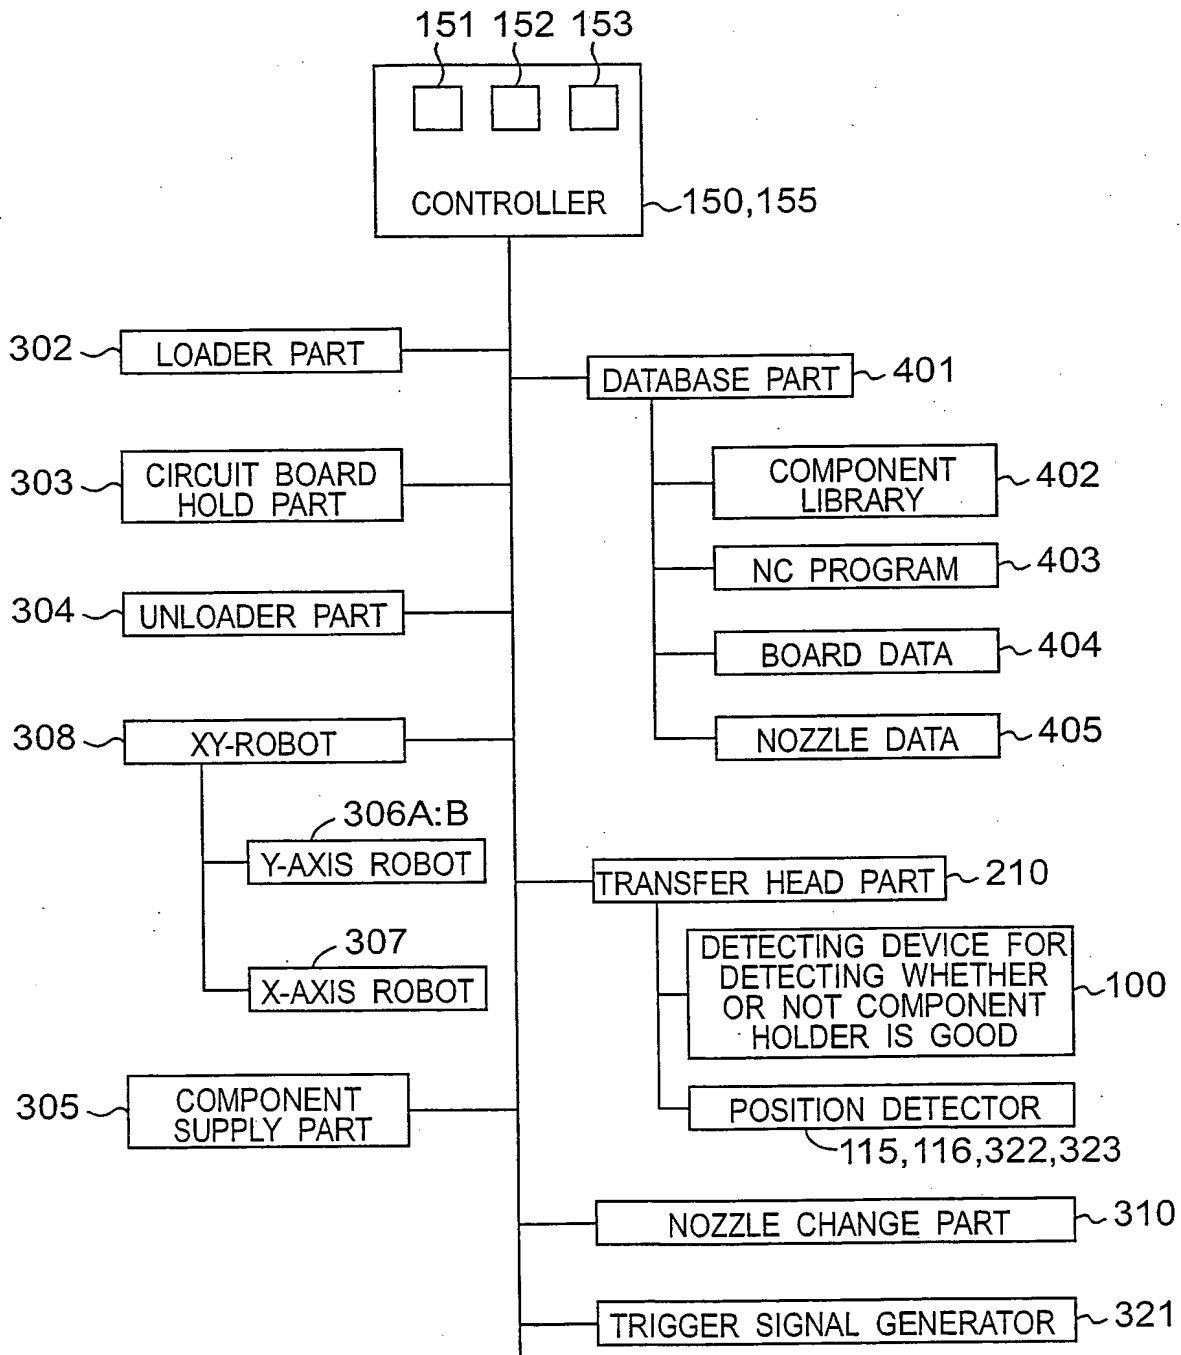 151 152 153
CONTROLLER
150,155
302
LOADER PART
DATABASE PART
401
303
CIRCUIT BOARD
HOLD PART
COMPONENT
LIBRARY
402
NC PROGRAM
403
304
UNLOADER PART
BOARD DATA
404
308
XY-ROBOT
NOZZLE DATA
405
306A:B
Y-AXIS ROBOT
TRANSFER HEAD PART
210
307
X-AXIS ROBOT
DETECTING DEVICE FOR
DETECTING WHETHER
OR NOT COMPONENT
HOLDER IS GOOD
100
305
COMPONENT
SUPPLY PART
POSITION DETECTOR
115,116,322,323
NOZZLE CHANGE PART
310
TRIGGER SIGNAL GENERATOR
321